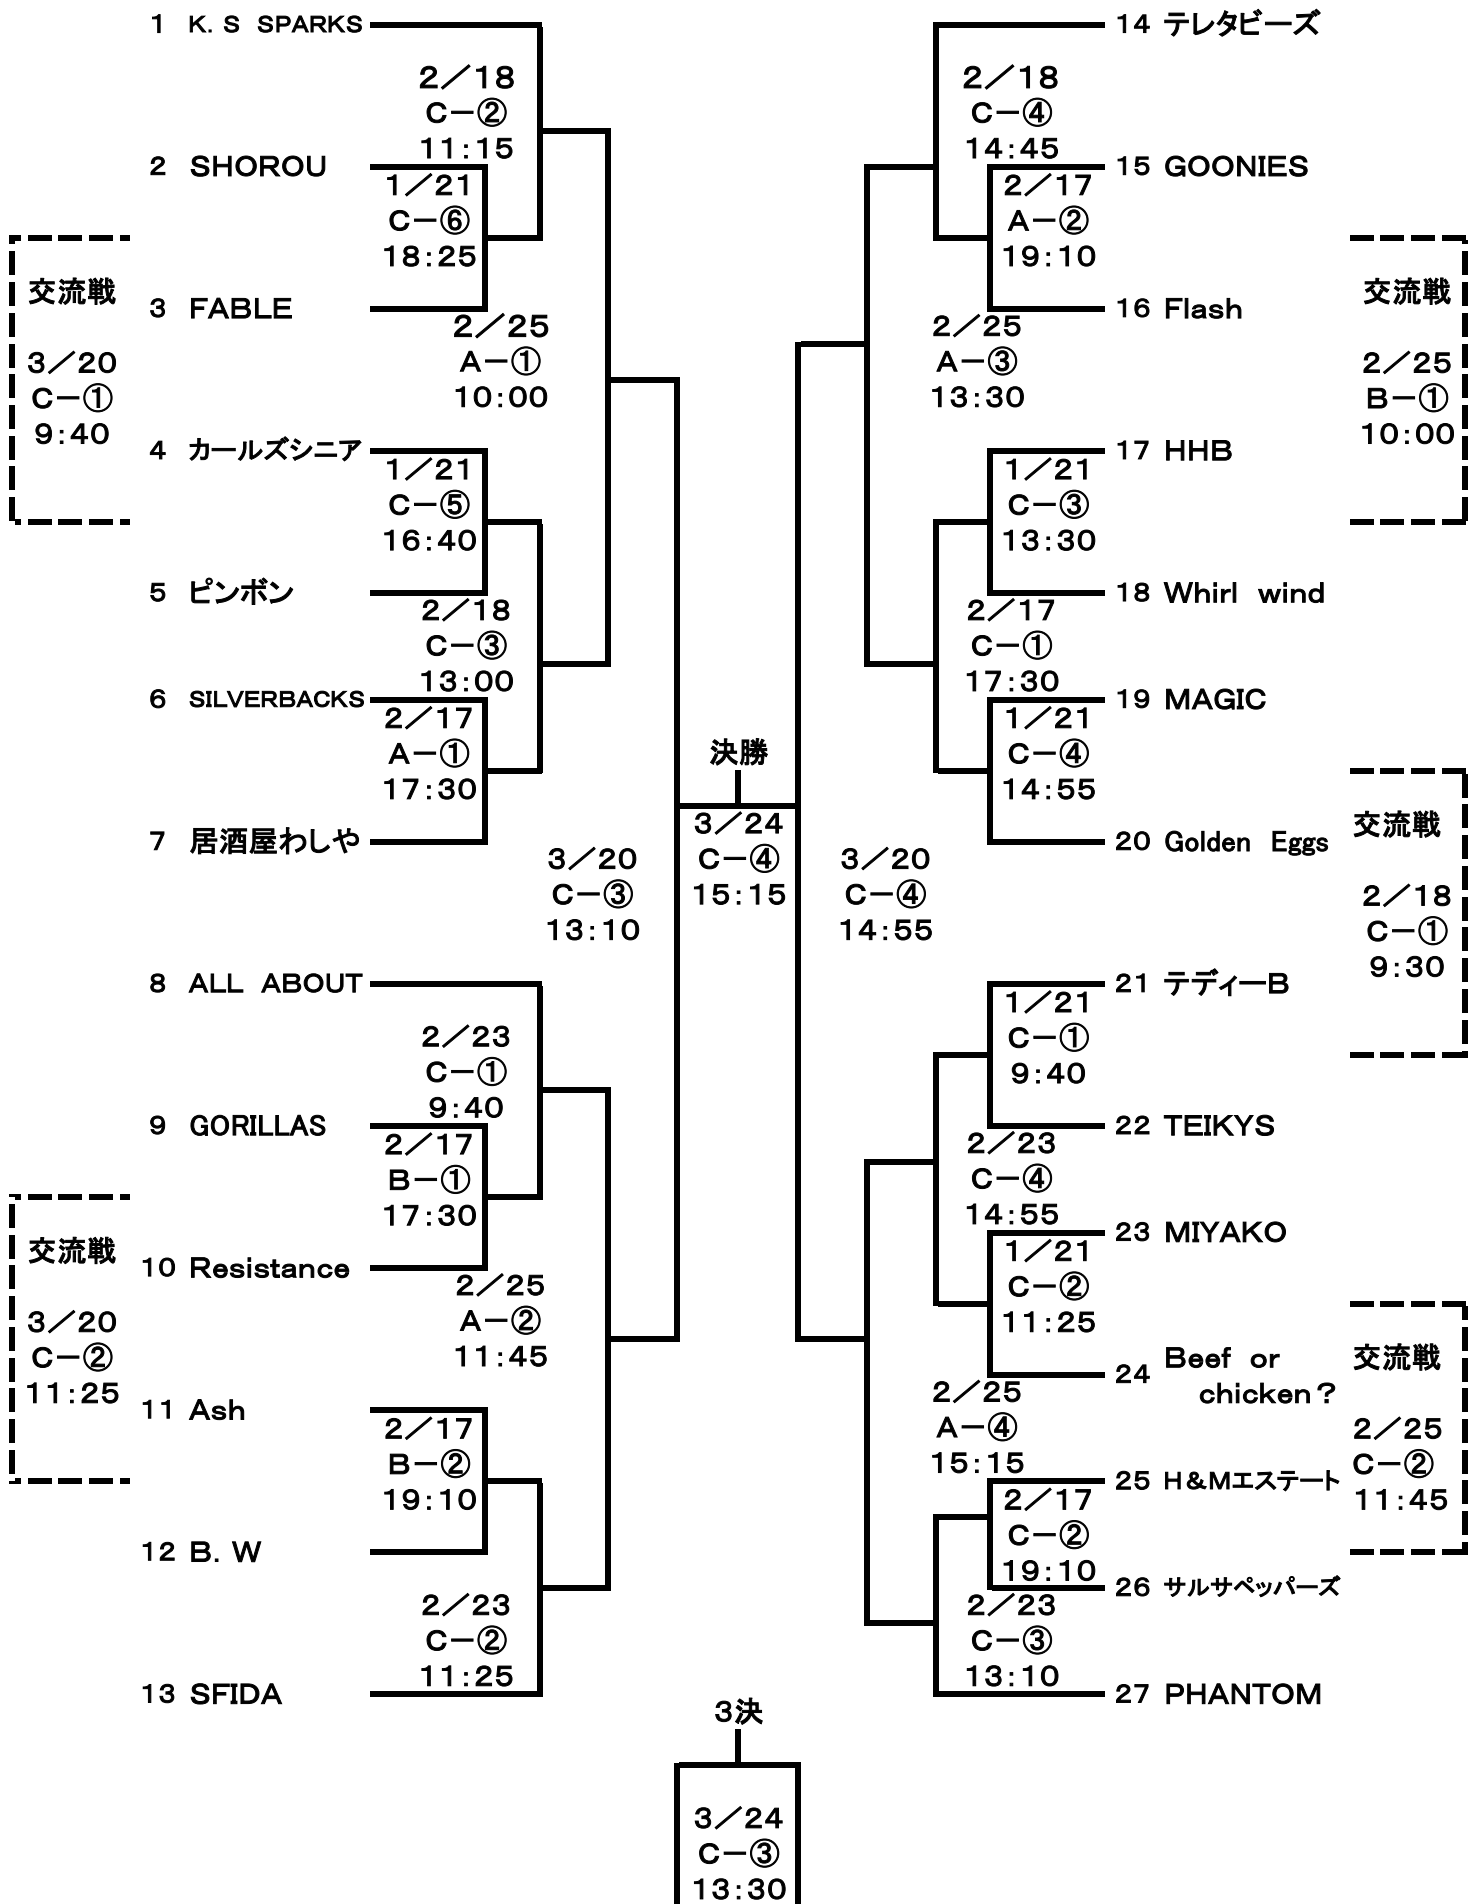 1 K.S SPARKS
2/18
C-②
11:15
2 SHOROU
1/21
C-⑥
18:25
交流戦
3/20
C-①
9:40
3 FABLE
2/25
A-①
10:00
4 カールズシニア
1/21
C-⑤
16:40
5 ピンボン
2/18
C-③
13:00
6 SILVERBACKS
2/17
A-①
17:30
7 居酒屋わしや
3/20
C-③
13:10
8 ALL ABOUT
2/23
C-①
9:40
9 GORILLAS
2/17
B-①
17:30
交流戦
3/20
C-②
11:25
10 Resistance
2/25
A-②
11:45
11 Ash
2/17
B-②
19:10
12 B.W
2/23
C-②
11:25
13 SFIDA
決勝
3/24
C-④
15:15
3決
3/24
C-③
13:30
14 テレタビーズ
2/18
C-④
14:45
15 GOONIES
2/17
A-②
19:10
16 Flash
2/25
A-③
13:30
交流戦
2/25
B-①
10:00
17 HHB
1/21
C-③
13:30
18 Whirl wind
2/17
C-①
17:30
19 MAGIC
1/21
C-④
14:55
20 Golden Eggs
3/20
C-④
14:55
交流戦
2/18
C-①
9:30
21 テディーB
1/21
C-①
9:40
22 TEIKYS
2/23
C-④
14:55
23 MIYAKO
1/21
C-②
11:25
24 Beef or
chicken?
2/25
A-④
15:15
交流戦
2/25
C-②
11:45
25 H&Mエステート
2/17
C-②
19:10
26 サルサペッパーズ
2/23
C-③
13:10
27 PHANTOM